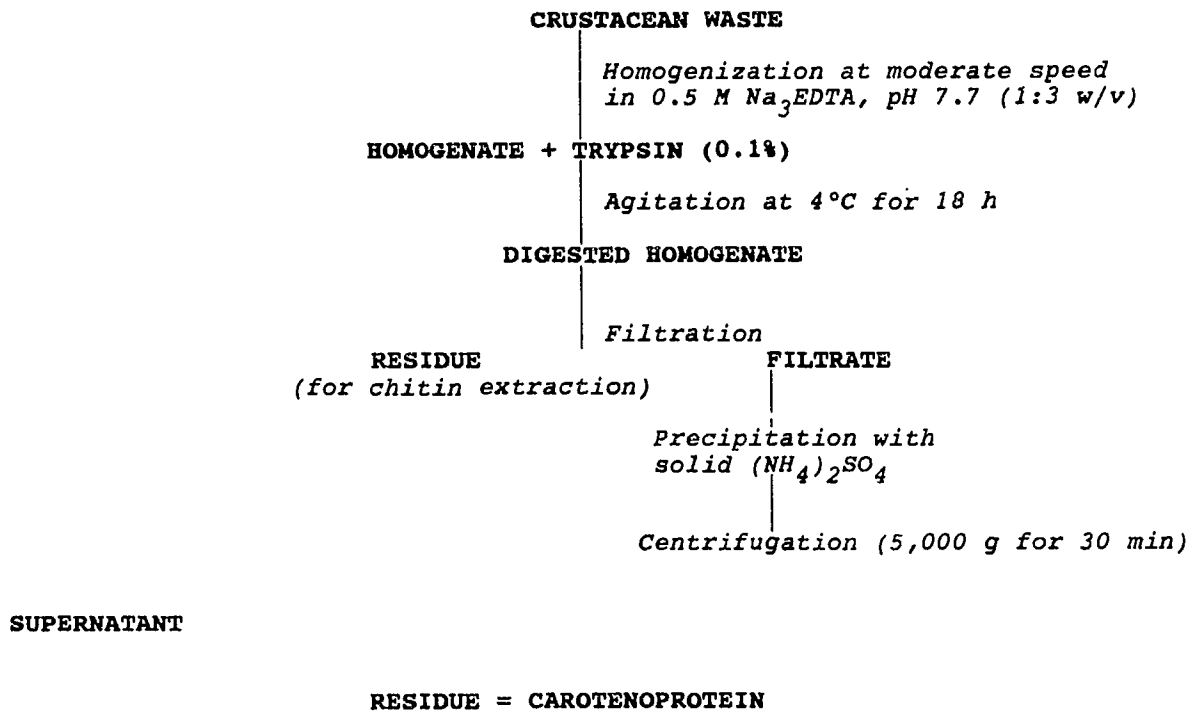 CRUSTACEAN WASTE
Homogenization at moderate speed
in 0.5 M Na₃EDTA, pH 7.7 (1:3 w/v)
HOMOGENATE + TRYPSIN (0.1%)
Agitation at 4°C for 18 h
DIGESTED HOMOGENATE
Filtration
RESIDUE FILTRATE
(for chitin extraction)
Precipitation with
solid (NH₄)₂SO₄
Centrifugation (5,000 g for 30 min)
SUPERNATANT
RESIDUE = CAROTENOPROTEIN